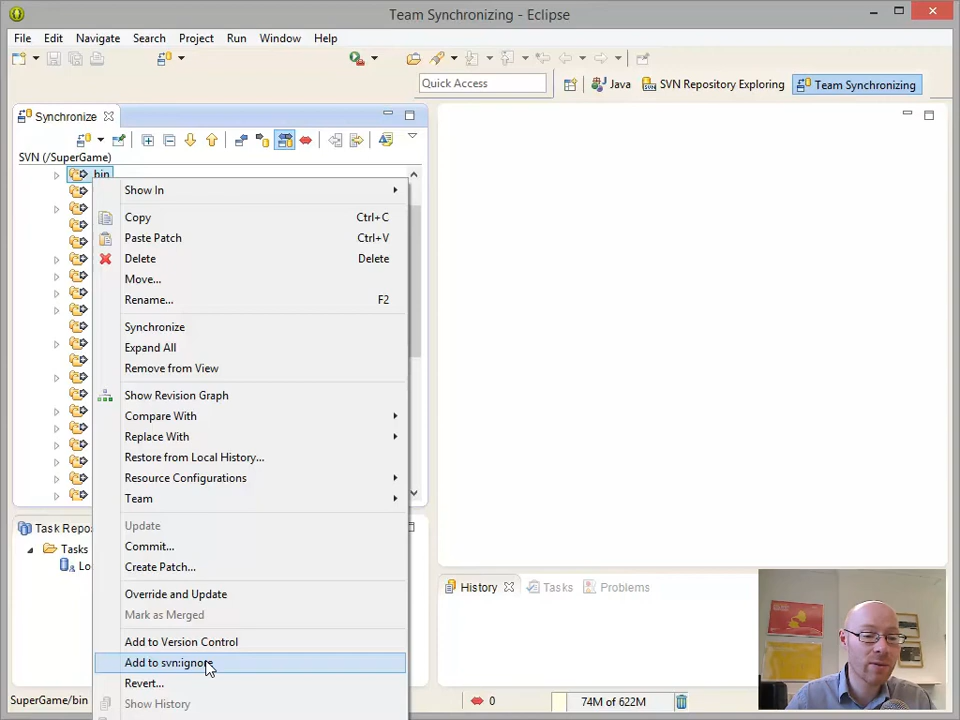 Team Synchronizing - Eclipse
File Edit Navigate Search Project Run Window Help
Quick Access
Java SVN Repository Exploring Team Synchronizing
Synchronize
SVN (/SuperGame)
bin
Show In
Copy Ctrl+C
Paste Patch Ctrl+V
Delete Delete
Move...
Rename... F2
Synchronize
Expand All
Remove from View
Show Revision Graph
Compare With
Replace With
Restore from Local History...
Resource Configurations
Team
Update
Commit...
Create Patch...
Override and Update
Mark as Merged
Add to Version Control
Add to svn:ignore
Revert...
Show History
Task Repo
Tasks
Lo
History Tasks Problems
SuperGame/bin
0
74M of 622M